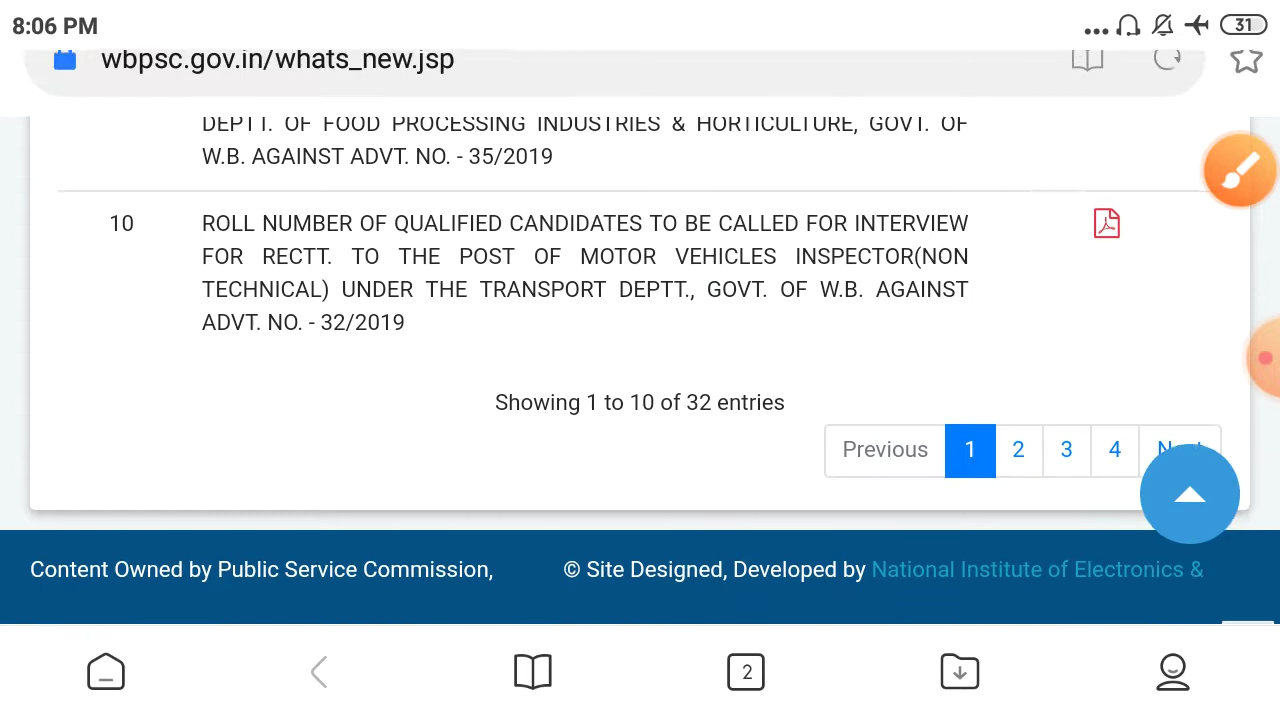 8:06 PM
31
wbpsc.gov.in/whats_new.jsp
DEPTT. OF FOOD PROCESSING INDUSTRIES & HORTICULTURE, GOVT. OF
W.B. AGAINST ADVT. NO. - 35/2019
10
ROLL NUMBER OF QUALIFIED CANDIDATES TO BE CALLED FOR INTERVIEW
FOR RECTT. TO THE POST OF MOTOR VEHICLES INSPECTOR(NON
TECHNICAL) UNDER THE TRANSPORT DEPTT., GOVT. OF W.B. AGAINST
ADVT. NO. - 32/2019
Showing 1 to 10 of 32 entries
Previous 1 2 3 4 Next
Content Owned by Public Service Commission,
© Site Designed, Developed by National Institute of Electronics &
2